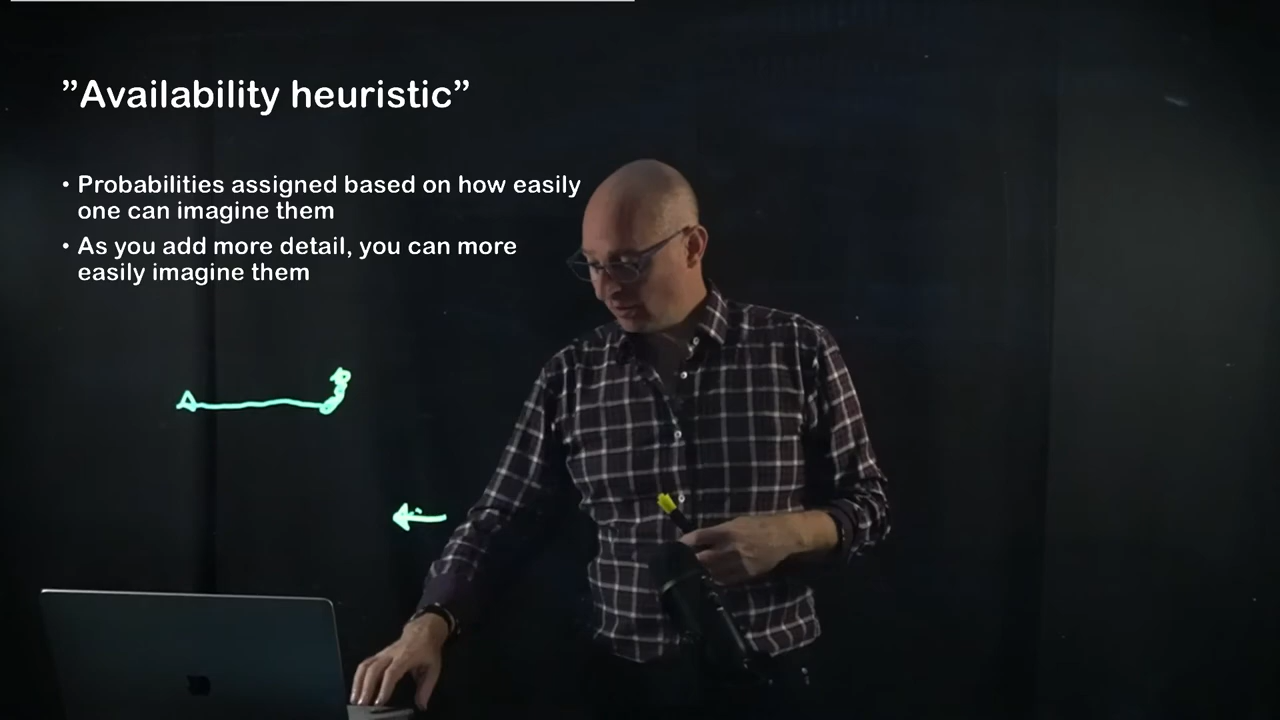 ”Availability heuristic”
• Probabilities assigned based on how easily
one can imagine them
• As you add more detail, you can more
easily imagine them